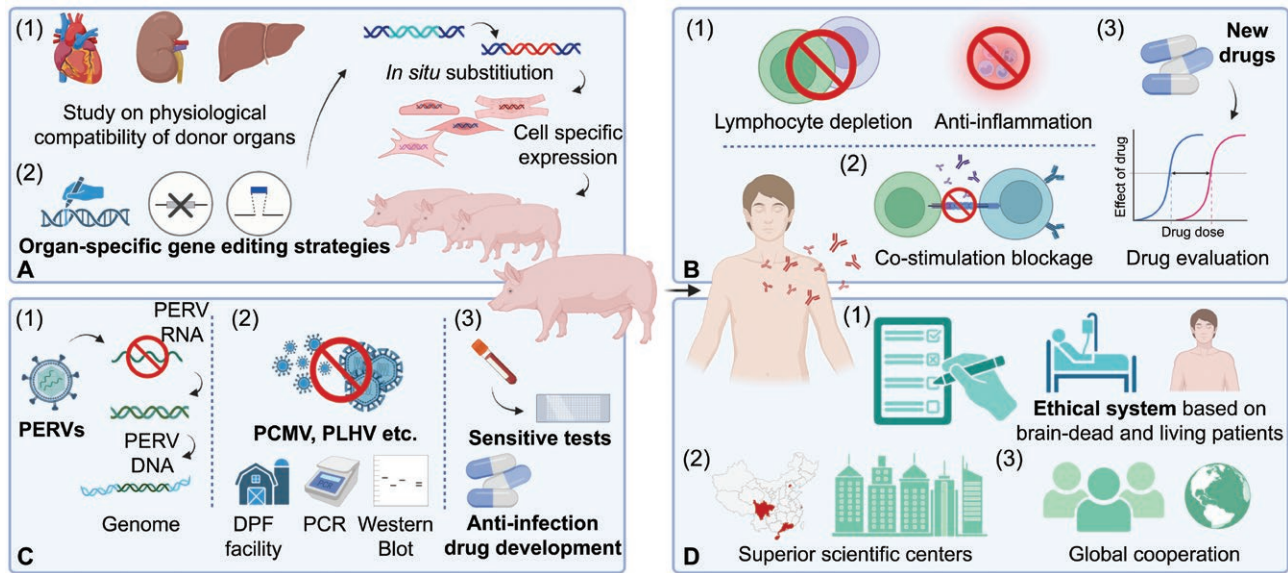 (1)
Study on physiological
compatibility of donor organs
In situ substitiution
Cell specific
expression
(2)
Organ-specific gene editing strategies
A
(1)
Lymphocyte depletion
Anti-inflammation
(2)
Co-stimulation blockage
(3)
New
drugs
Effect of drug
Drug dose
Drug evaluation
B
(1)
PERV
RNA
PERVs
PERV
DNA
Genome
(2)
PCMV, PLHV etc.
DPF
facility
PCR
Western
Blot
(3)
Sensitive tests
Anti-infection
drug development
C
(1)
Ethical system based on
brain-dead and living patients
(2)
Superior scientific centers
(3)
Global cooperation
D